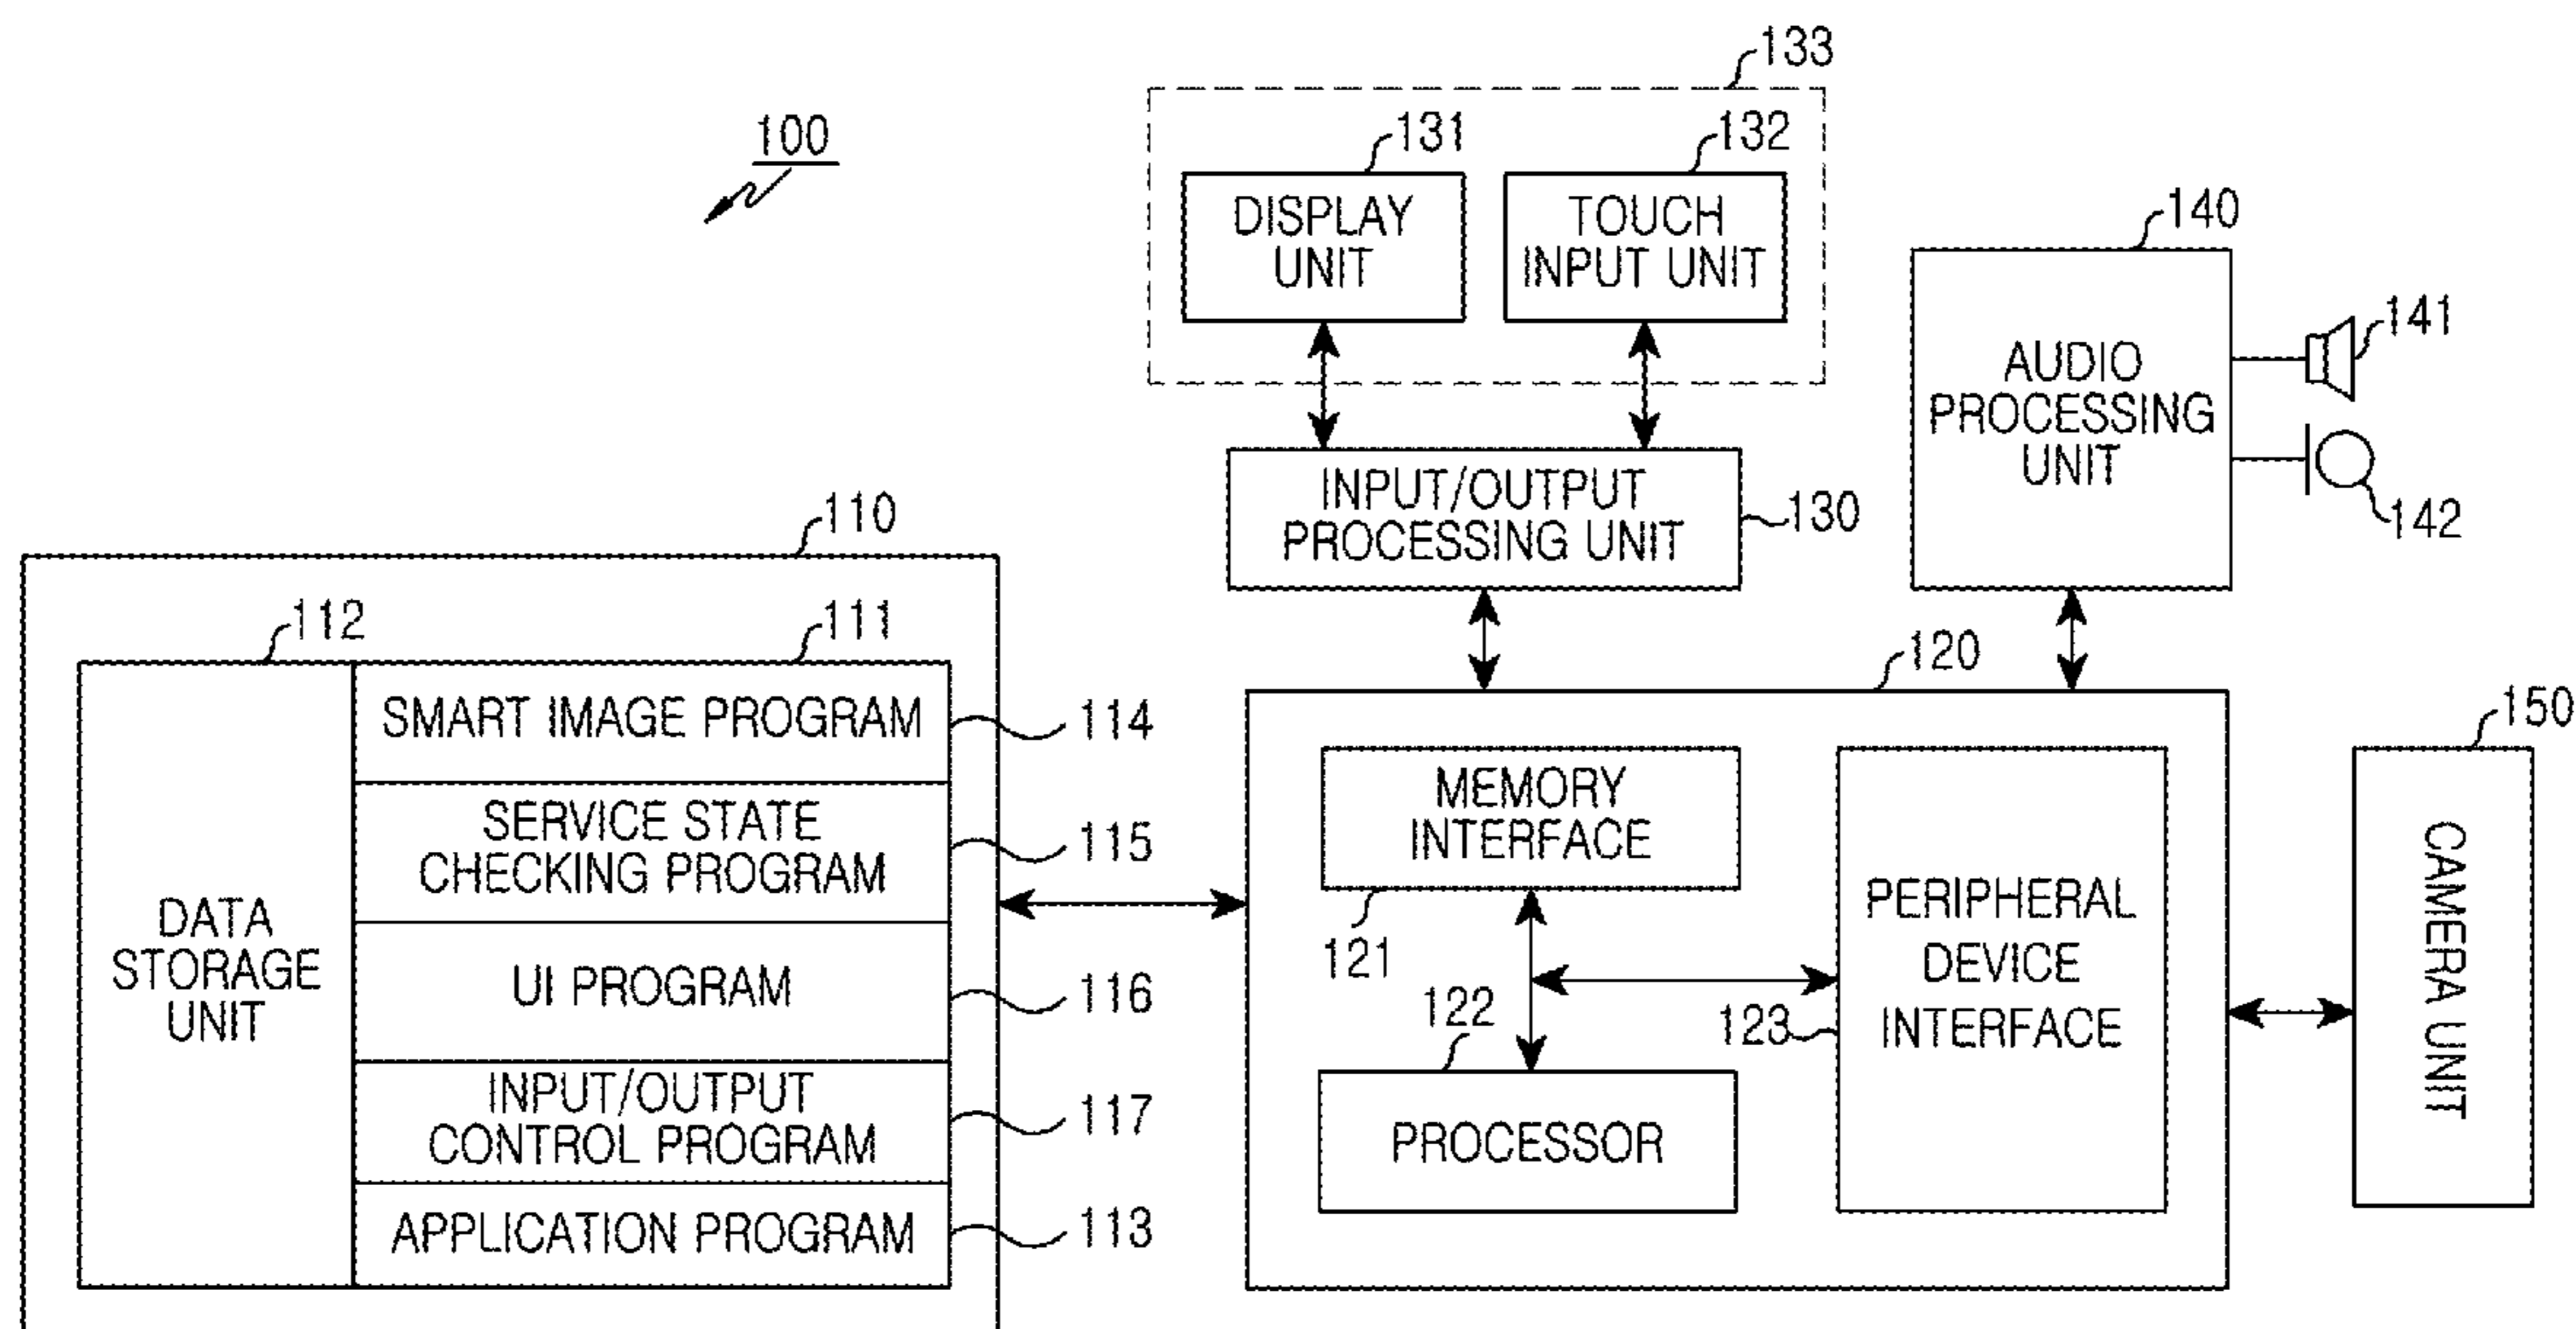 100
133
131
132
DISPLAY
UNIT
TOUCH
INPUT UNIT
140
AUDIO
PROCESSING
UNIT
141
142
INPUT/OUTPUT
PROCESSING UNIT
130
110
112
111
DATA
STORAGE
UNIT
SMART IMAGE PROGRAM
114
SERVICE STATE
CHECKING PROGRAM
115
UI PROGRAM
116
INPUT/OUTPUT
CONTROL PROGRAM
117
APPLICATION PROGRAM
113
120
MEMORY
INTERFACE
121
122
PROCESSOR
123
PERIPHERAL
DEVICE
INTERFACE
150
CAMERA UNIT